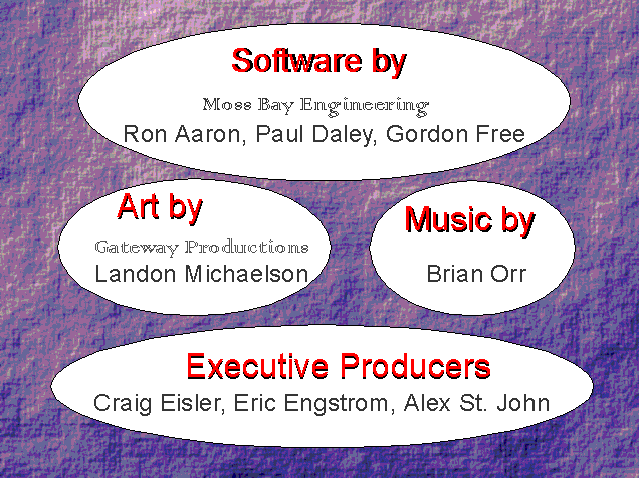 Software by
Moss Bay Engineering
Ron Aaron, Paul Daley, Gordon Free
Art by
Gateway Productions
Landon Michaelson
Music by
Brian Orr
Executive Producers
Craig Eisler, Eric Engstrom, Alex St. John